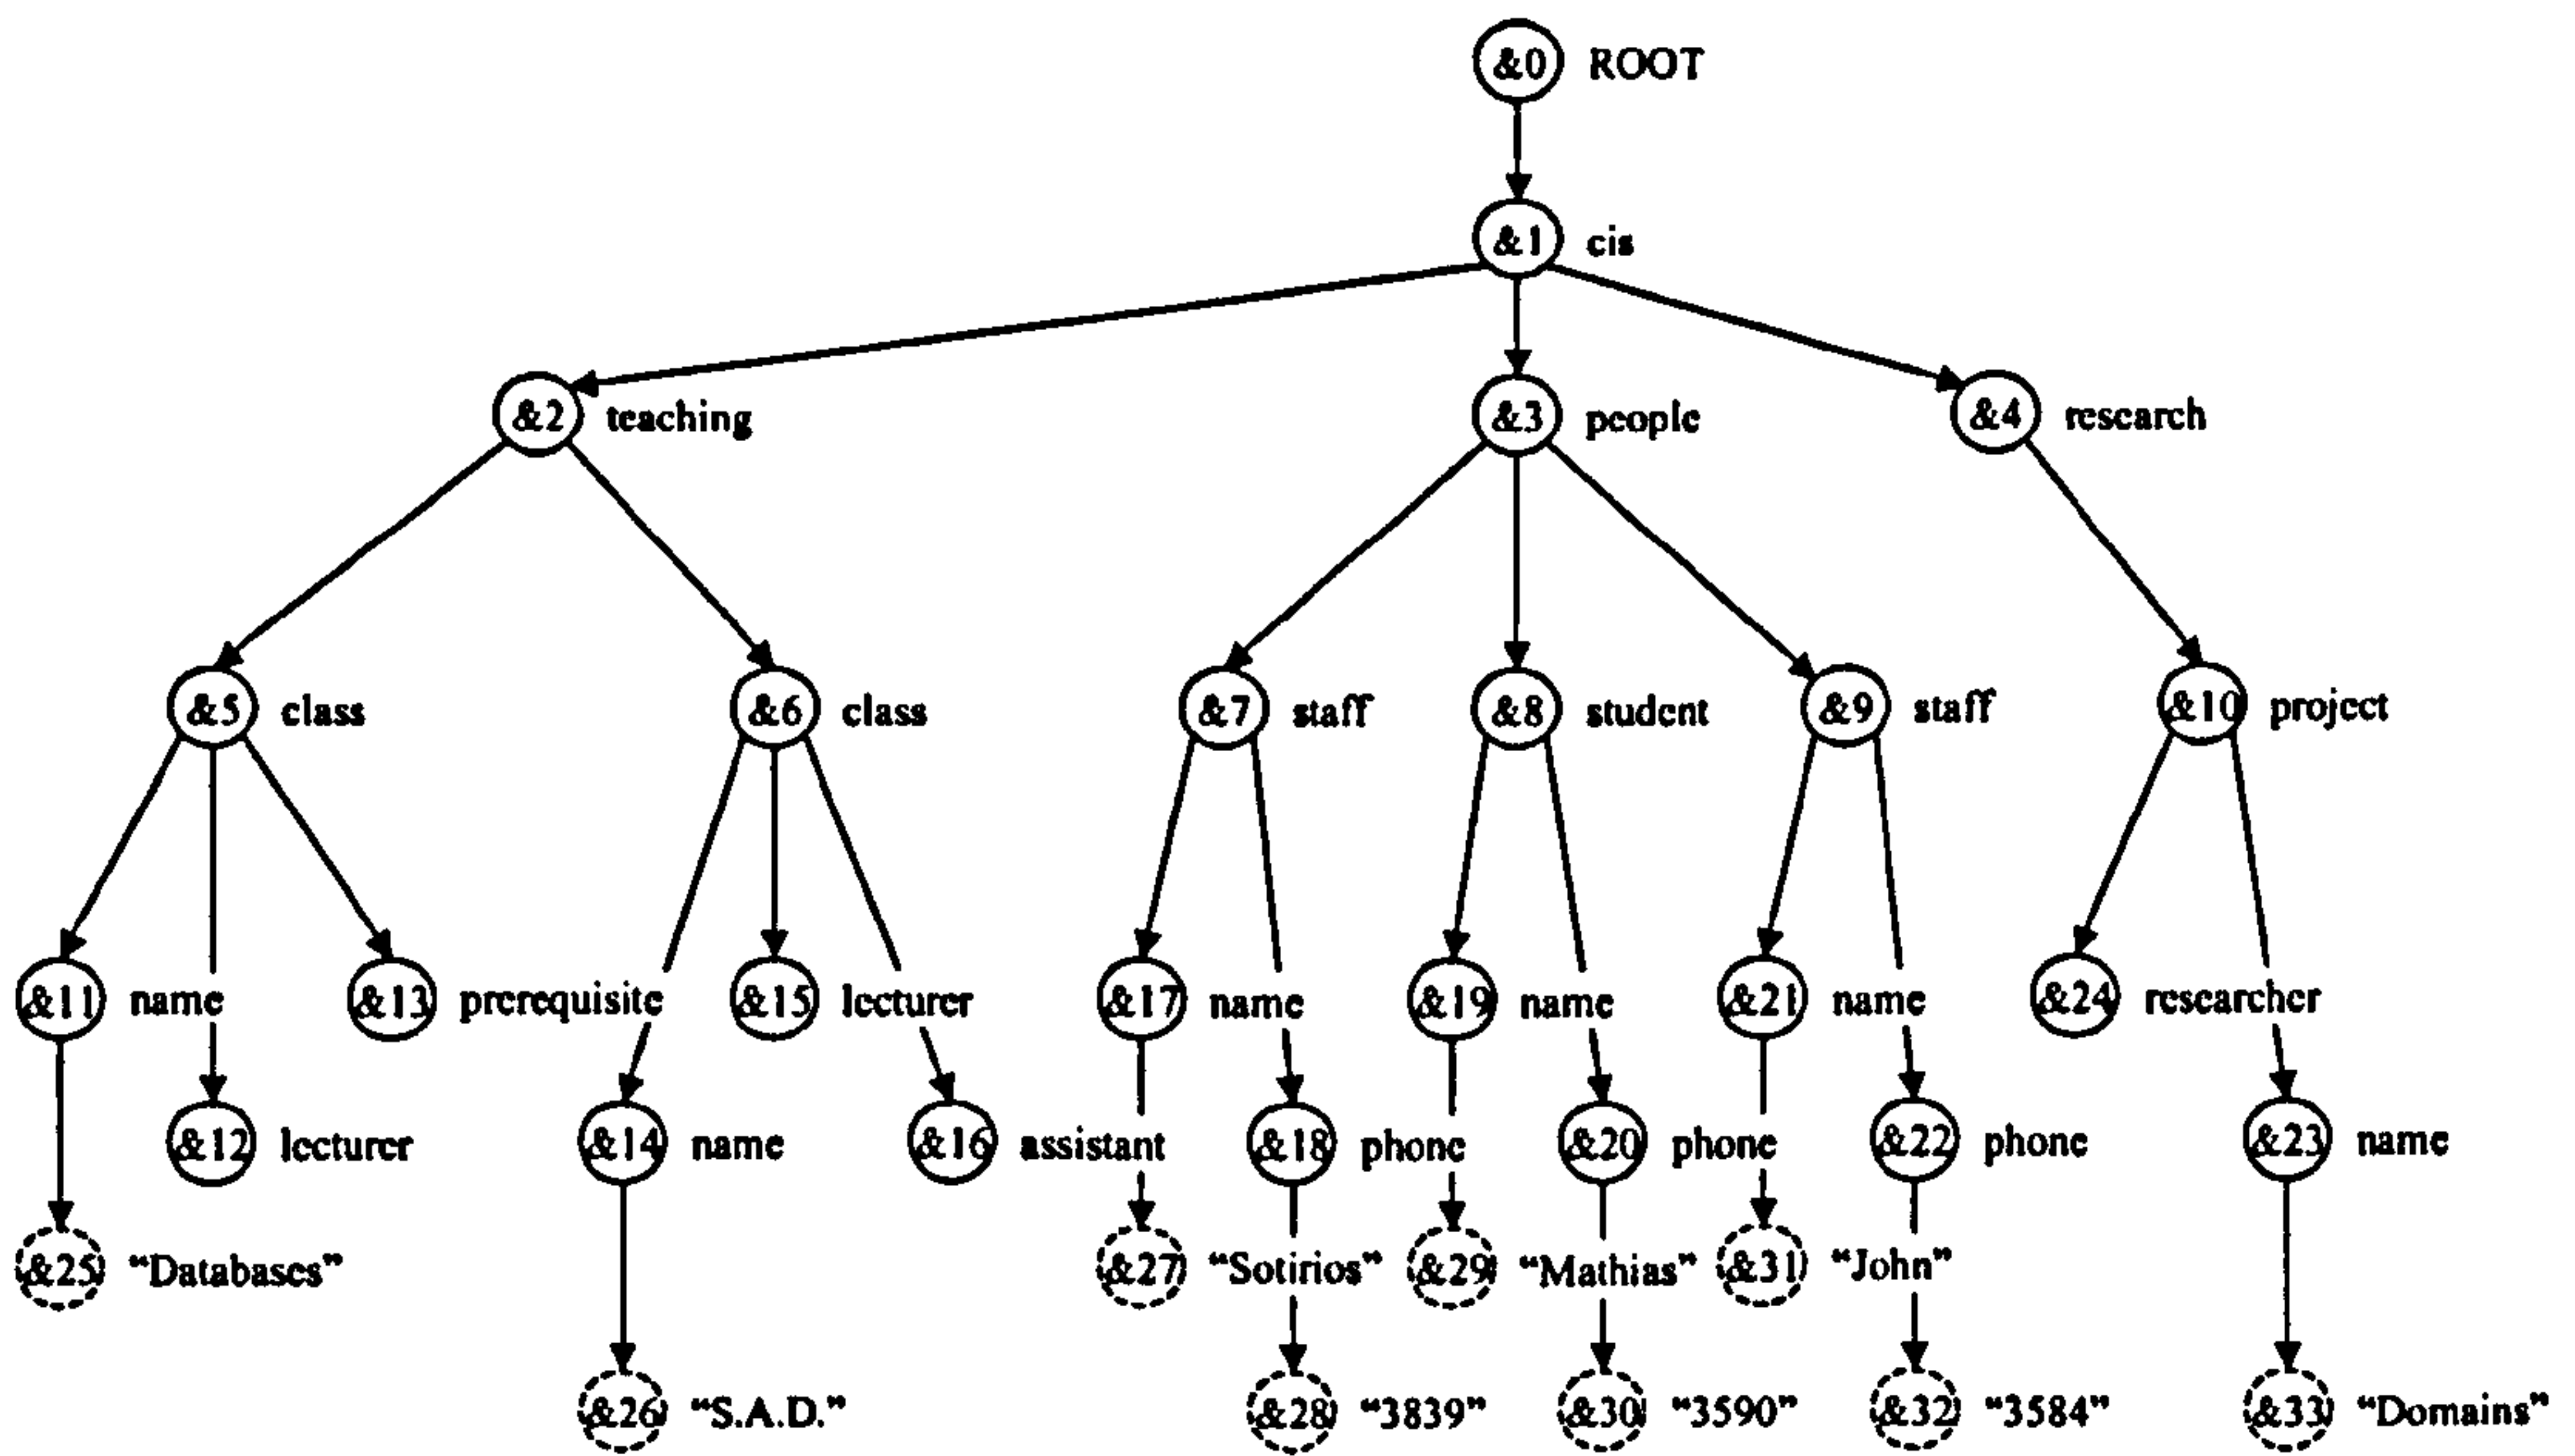 &0 ROOT
&1 cis
&2 teaching &3 people &4 research
&5 class &6 class &7 staff &8 student &9 staff &10 project
&11 name &13 prerequisite &15 lecturer &17 name &19 name &21 name &24 researcher
&12 lecturer &14 name &16 assistant &18 phone &20 phone &22 phone &23 name
&25 “Databases” &27 “Sotirios” &29 “Mathias” &31 “John”
&26 “S.A.D.” &28 “3839” &30 “3590” &32 “3584” &33 “Domains”